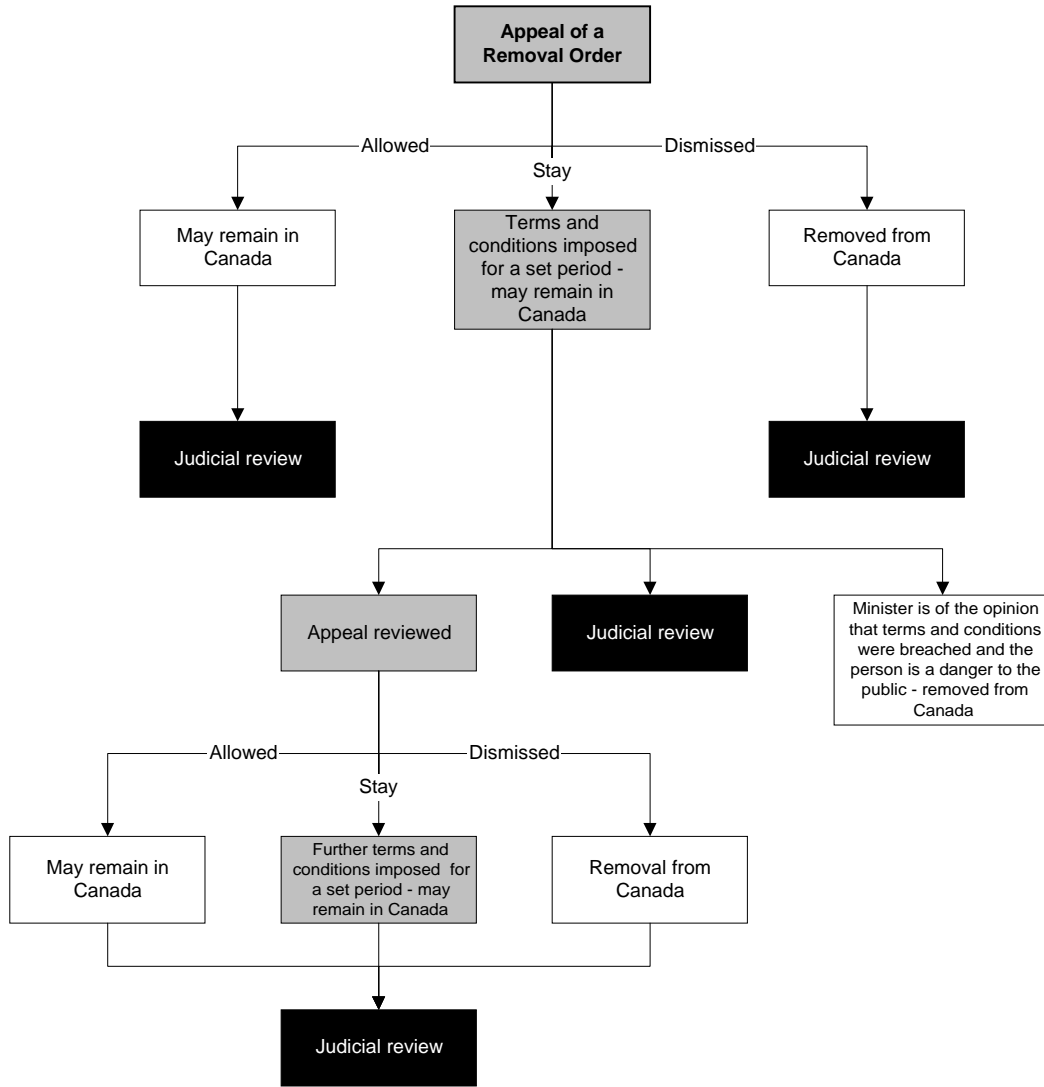 Appeal of a
Removal Order
Allowed
Dismissed
Stay
May remain in
Canada
Terms and
conditions imposed
for a set period -
may remain in
Canada
Removed from
Canada
Judicial review
Judicial review
Appeal reviewed
Judicial review
Minister is of the opinion
that terms and conditions
were breached and the
person is a danger to the
public - removed from
Canada
Allowed
Dismissed
Stay
May remain in
Canada
Further terms and
conditions imposed  for
a set period - may
remain in Canada
Removal from
Canada
Judicial review